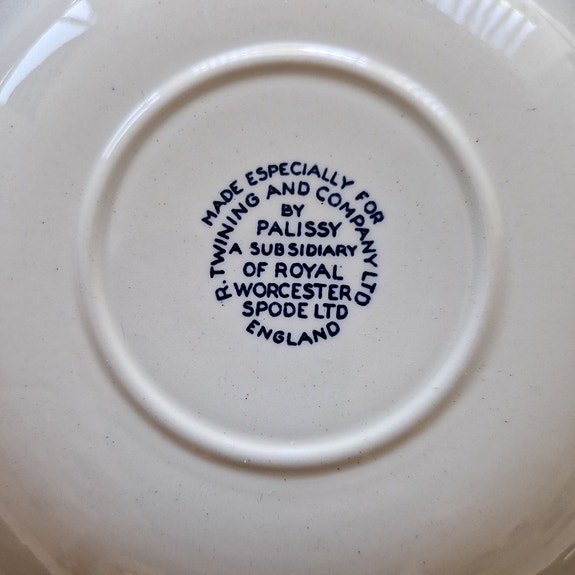 MADE ESPECIALLY FOR
R. TWINING AND COMPANY LTD
BY
PALISSY
A SUBSIDIARY
OF ROYAL
WORCESTER
SPODE LTD
ENGLAND